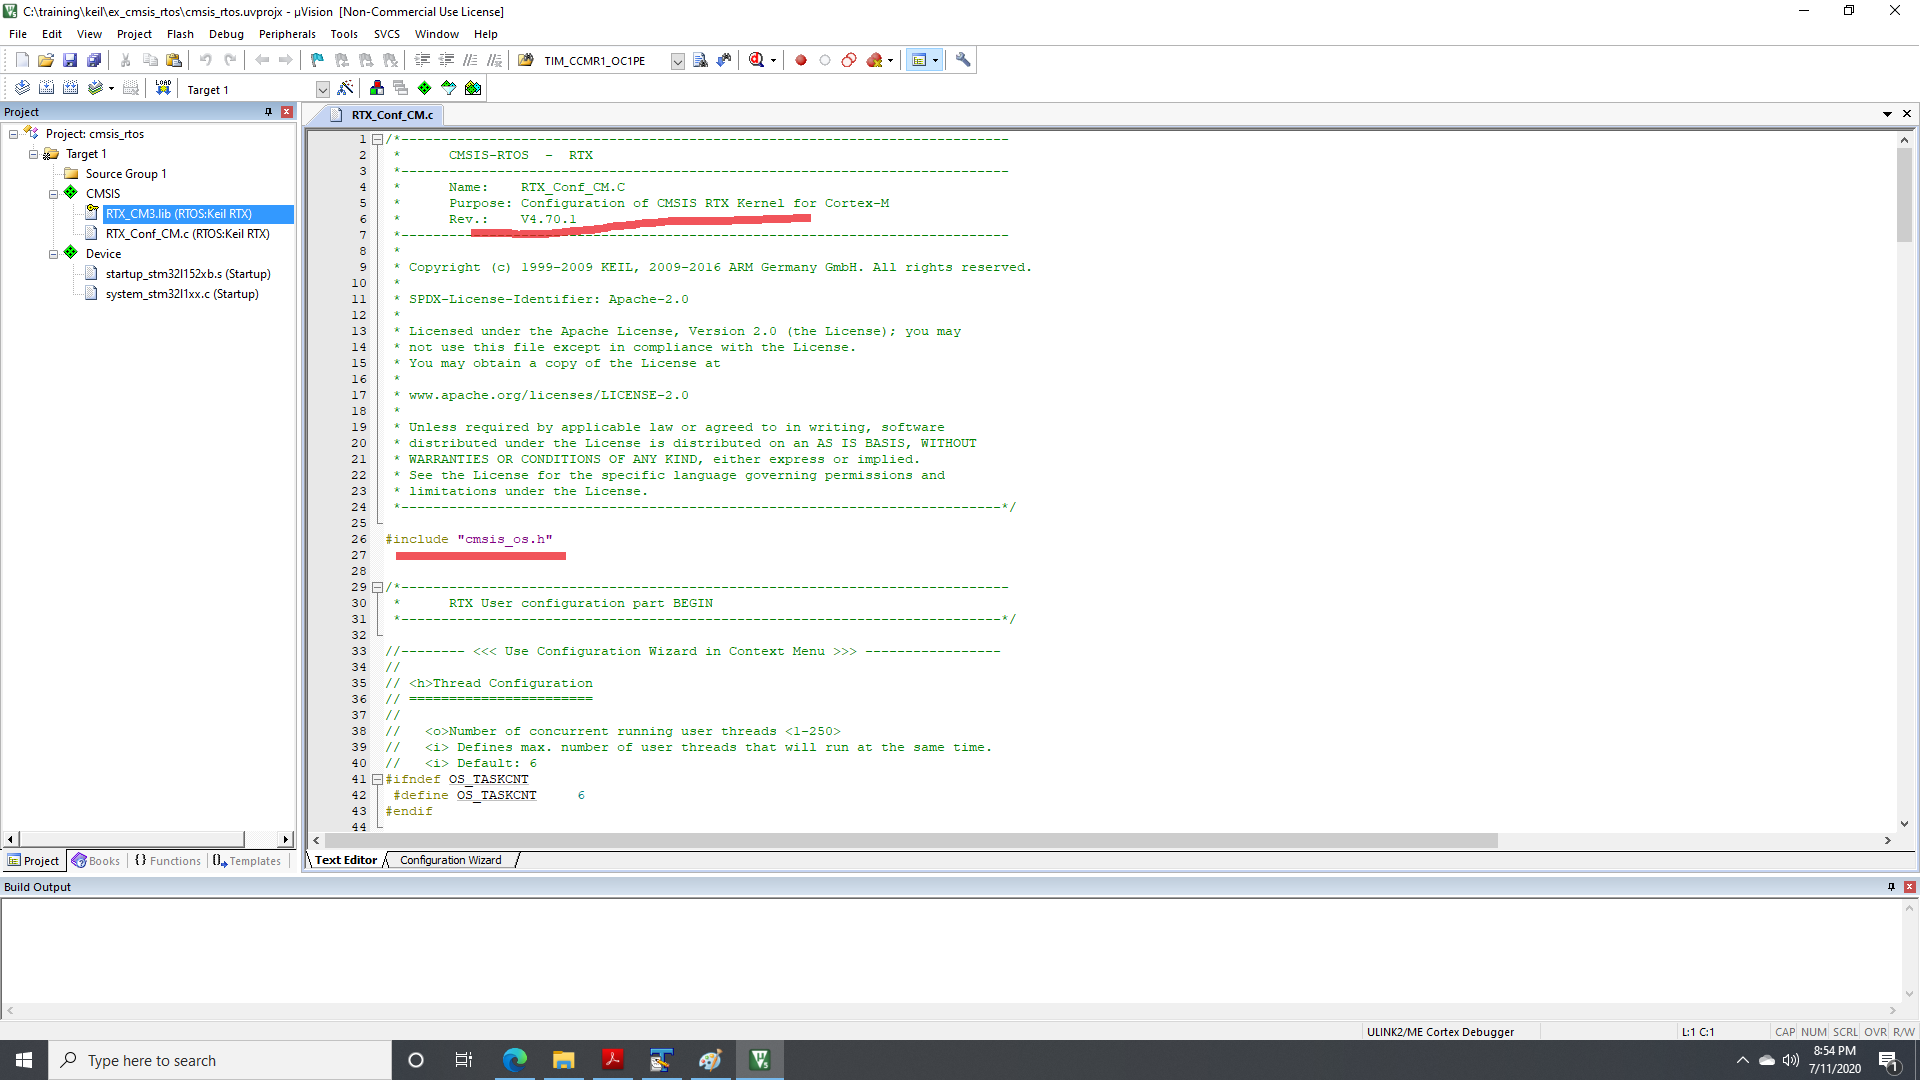 C:\training\keil\ex_cmsis_rtos\cmsis_rtos.uvprojx - µVision [Non-Commercial Use License]
File Edit View Project Flash Debug Peripherals Tools SVCS Window Help
TIM_CCMR1_OC1PE
LOAD
Target 1
Project
Project: cmsis_rtos
Target 1
Source Group 1
CMSIS
RTX_CM3.lib (RTOS:Keil RTX)
RTX_Conf_CM.c (RTOS:Keil RTX)
Device
startup_stm32l152xb.s (Startup)
system_stm32l1xx.c (Startup)
Project Books {} Functions Templates
RTX_Conf_CM.c
1 /*----------------------------------------------------------------------------
2 * CMSIS-RTOS - RTX
3 *----------------------------------------------------------------------------
4 * Name: RTX_Conf_CM.C
5 * Purpose: Configuration of CMSIS RTX Kernel for Cortex-M
6 * Rev.: V4.70.1
7 *----------------------------------------------------------------------------
8 *
9 * Copyright (c) 1999-2009 KEIL, 2009-2016 ARM Germany GmbH. All rights reserved.
10 *
11 * SPDX-License-Identifier: Apache-2.0
12 *
13 * Licensed under the Apache License, Version 2.0 (the License); you may
14 * not use this file except in compliance with the License.
15 * You may obtain a copy of the License at
16 *
17 * www.apache.org/licenses/LICENSE-2.0
18 *
19 * Unless required by applicable law or agreed to in writing, software
20 * distributed under the License is distributed on an AS IS BASIS, WITHOUT
21 * WARRANTIES OR CONDITIONS OF ANY KIND, either express or implied.
22 * See the License for the specific language governing permissions and
23 * limitations under the License.
24 *---------------------------------------------------------------------------*/
25
26 #include "cmsis_os.h"
27
28
29 /*----------------------------------------------------------------------------
30 * RTX User configuration part BEGIN
31 *---------------------------------------------------------------------------*/
32
33 //-------- <<< Use Configuration Wizard in Context Menu >>> -----------------
34 //
35 // <h>Thread Configuration
36 // =======================
37 //
38 // <o>Number of concurrent running user threads <1-250>
39 // <i> Defines max. number of user threads that will run at the same time.
40 // <i> Default: 6
41 #ifndef OS_TASKCNT
42 #define OS_TASKCNT 6
43 #endif
44
Text Editor Configuration Wizard
Build Output
ULINK2/ME Cortex Debugger L:1 C:1 CAP NUM SCRL OVR R/W
Type here to search
8:54 PM
7/11/2020
1